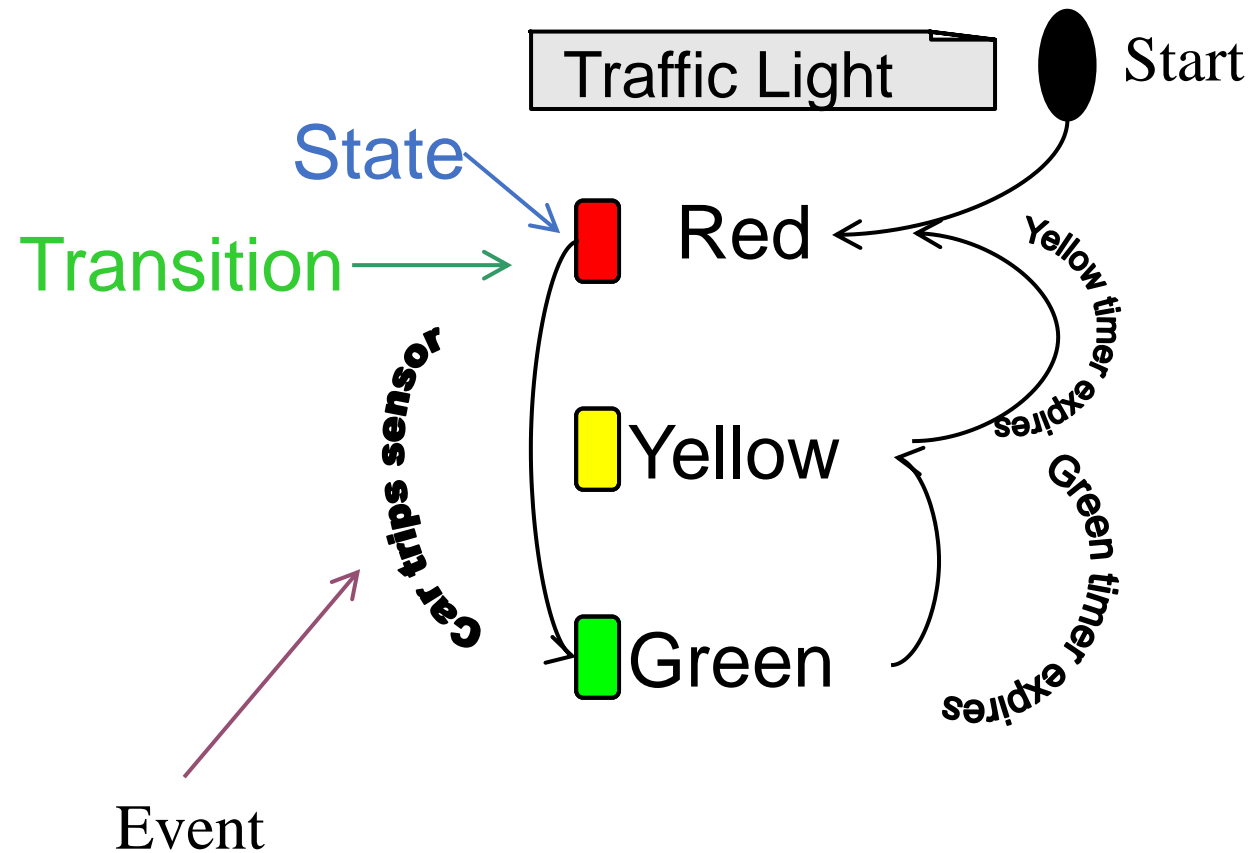 Traffic Light
Start
State
Red
Transition
Yellow timer expires
Car trips sensor
Yellow
Green timer expires
Green
Event